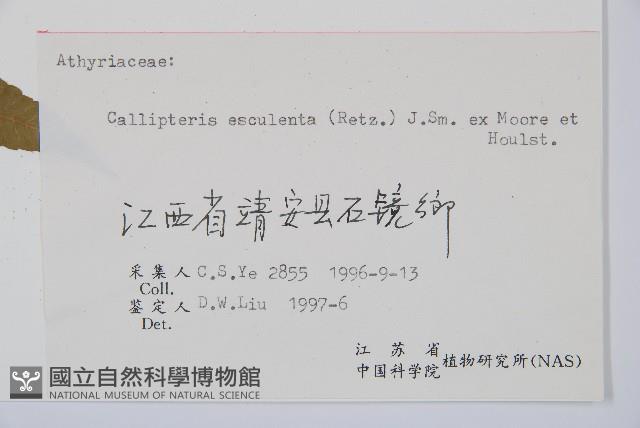 Athyriaceae:
Callipteris esculenta (Retz.) J.Sm. ex Moore et
Houlst.
江西省靖安县石镜鄉
采集人 C.S.Ye 2855 1996-9-13
Coll.
鉴定人 D.W.Liu 1997-6
Det.
江苏省
中国科学院 植物研究所(NAS)
國立自然科學博物館
NATIONAL MUSEUM OF NATURAL SCIENCE